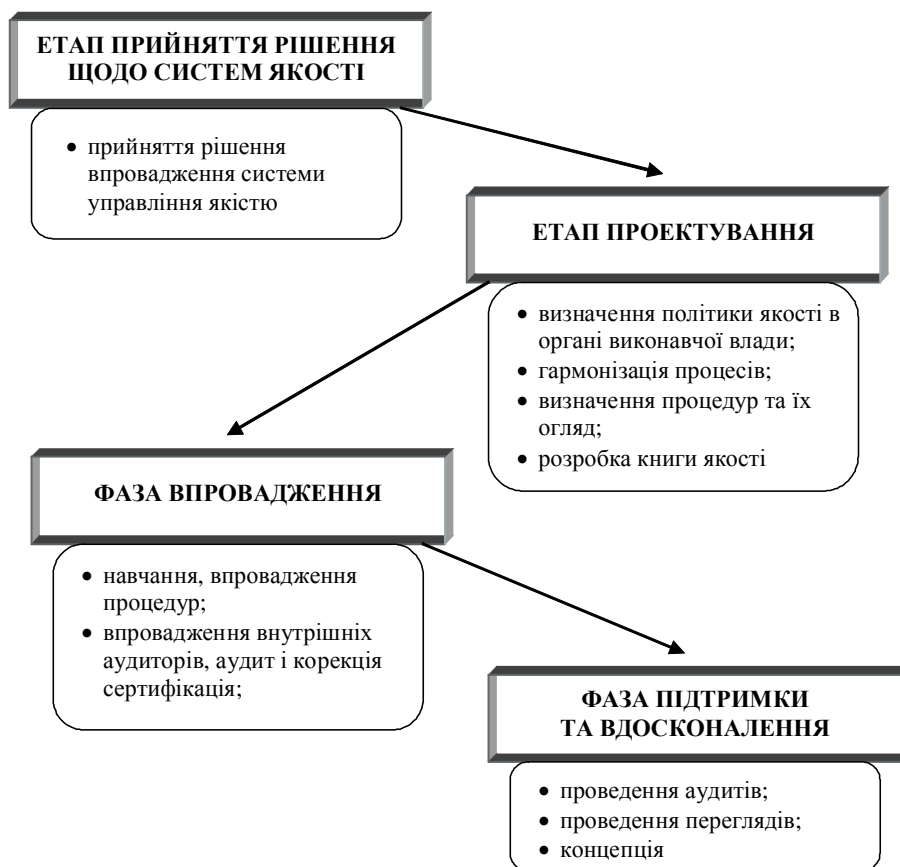 ЕТАП ПРИЙНЯТТЯ РІШЕННЯ
ЩОДО СИСТЕМ ЯКОСТІ
• прийняття рішення
впровадження системи
управління якістю
ЕТАП ПРОЕКТУВАННЯ
• визначення політики якості в
органі виконавчої влади;
• гармонізація процесів;
• визначення процедур та їх
огляд;
• розробка книги якості
ФАЗА ВПРОВАДЖЕННЯ
• навчання, впровадження
процедур;
• впровадження внутрішніх
аудиторів, аудит і корекція
сертифікація;
ФАЗА ПІДТРИМКИ
ТА ВДОСКОНАЛЕННЯ
• проведення аудитів;
• проведення переглядів;
• концепція